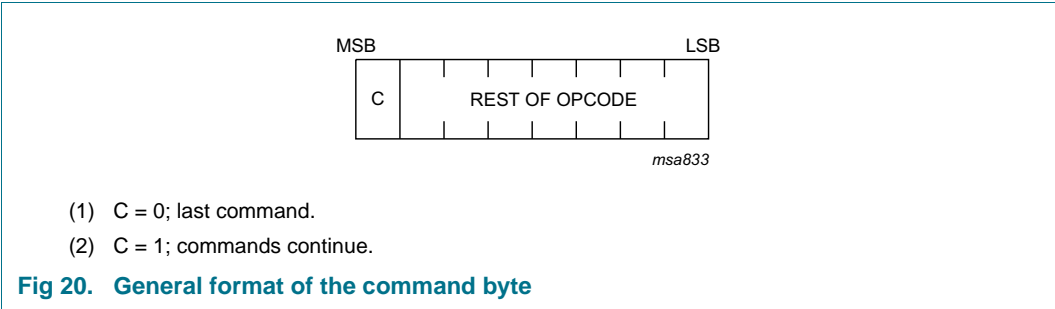 MSB LSB
C REST OF OPCODE
msa833
(1) C = 0; last command.
(2) C = 1; commands continue.
Fig 20. General format of the command byte